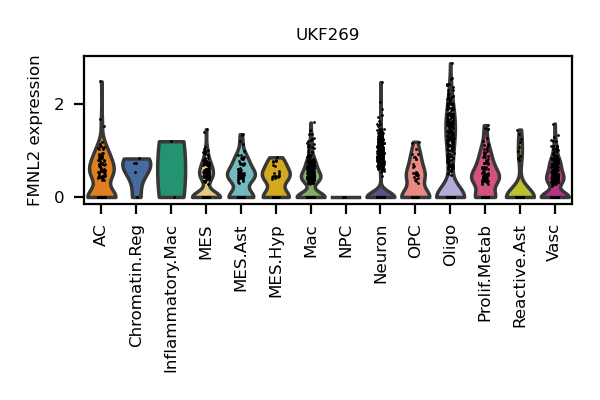 UKF269
FMNL2 expression
2
0
AC
Chromatin.Reg
Inflammatory.Mac
MES
MES.Ast
MES.Hyp
Mac
NPC
Neuron
OPC
Oligo
Prolif.Metab
Reactive.Ast
Vasc